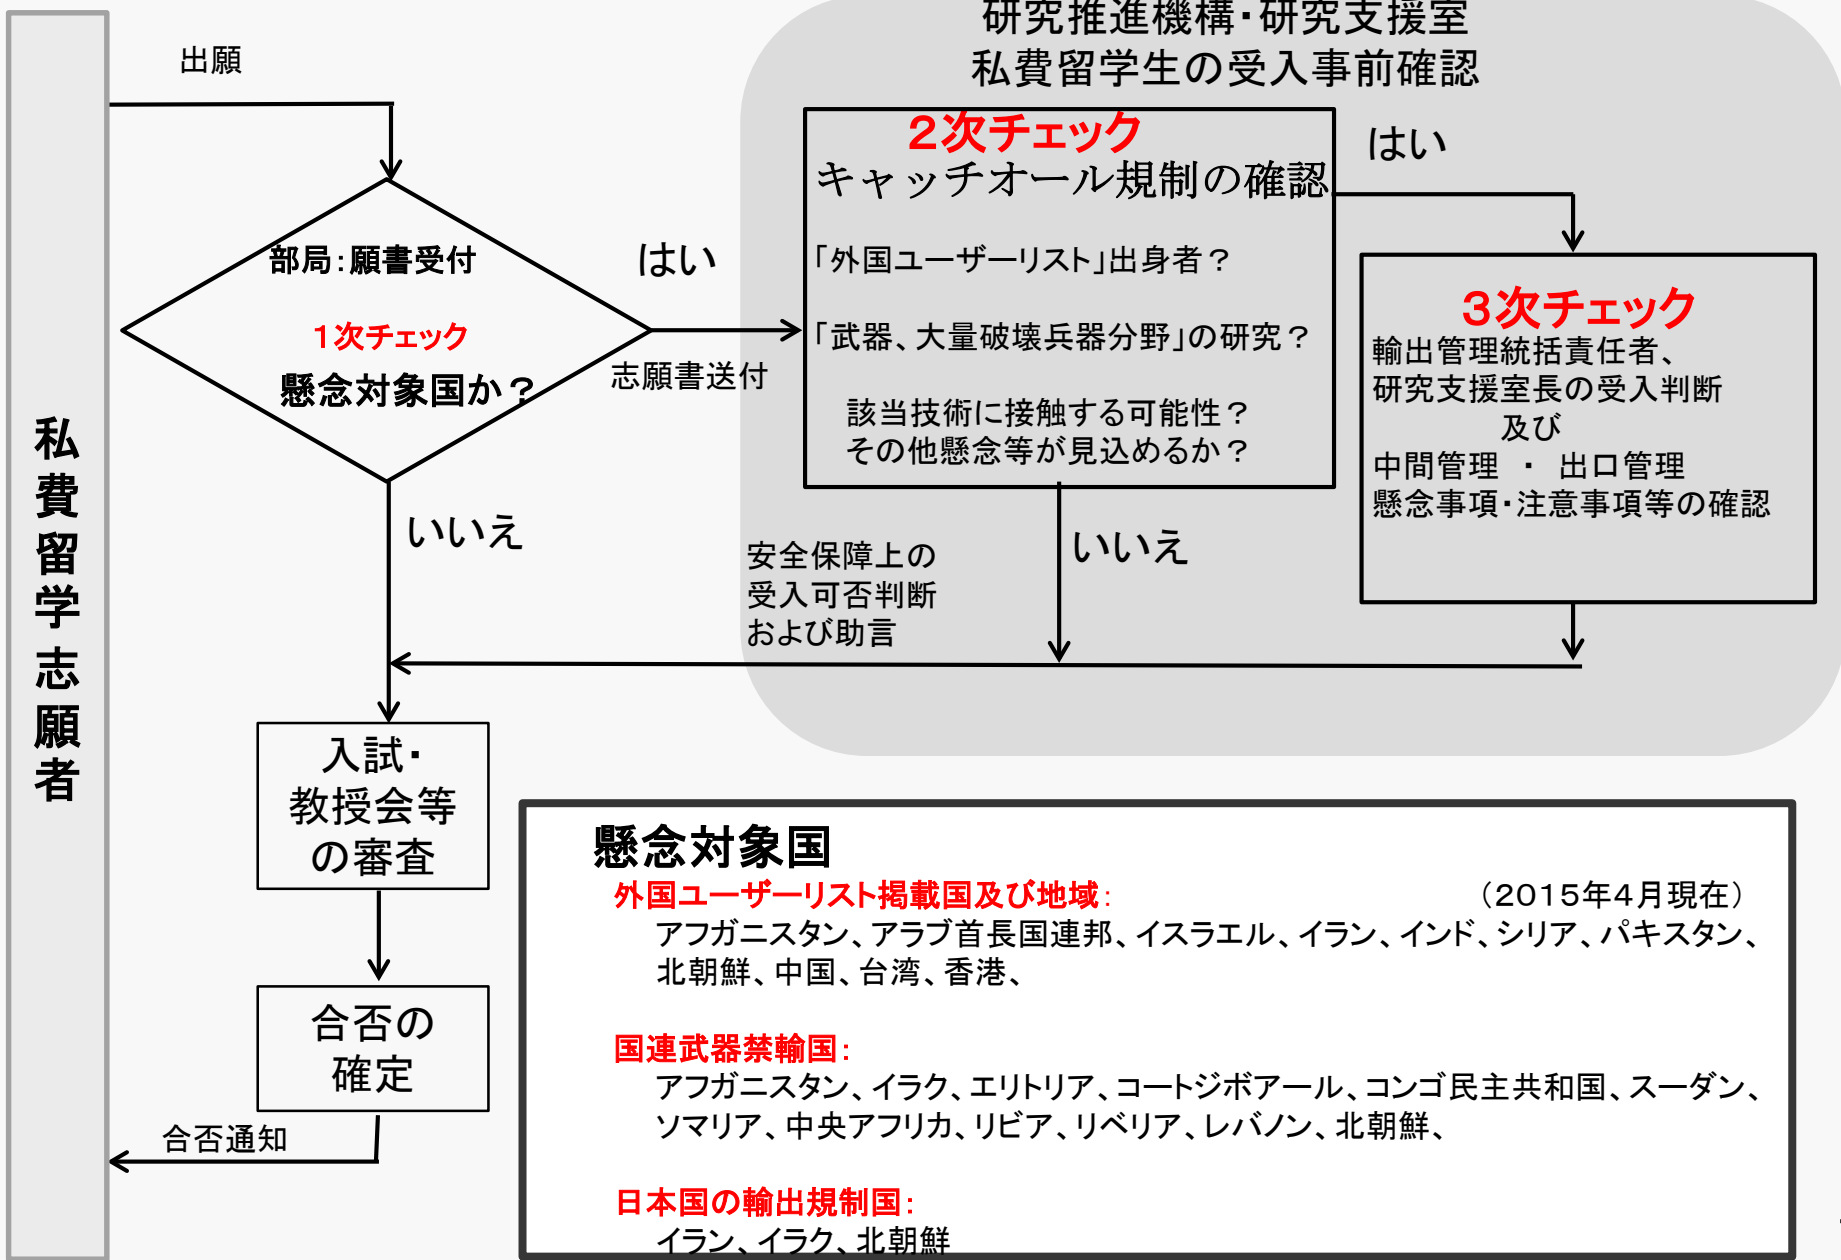 研究推進機構・研究支援室
私費留学生の受入事前確認
出願
２次チェック
キャッチオール規制の確認
「外国ユーザーリスト」出身者？
「武器、大量破壊兵器分野」の研究？
該当技術に接触する可能性？
その他懸念等が見込めるか？
はい
部局：願書受付
１次チェック
懸念対象国か？
はい
志願書送付
３次チェック
輸出管理統括責任者、
研究支援室長の受入判断
及び
中間管理 ・ 出口管理
懸念事項・注意事項等の確認
私費留学志願者
いいえ
いいえ
安全保障上の
受入可否判断
および助言
入試・
教授会等
の審査
合否の
確定
合否通知
懸念対象国
外国ユーザーリスト掲載国及び地域： （２０１５年４月現在）
アフガニスタン、アラブ首長国連邦、イスラエル、イラン、インド、シリア、パキスタン、
北朝鮮、中国、台湾、香港、
国連武器禁輸国：
アフガニスタン、イラク、エリトリア、コートジボアール、コンゴ民主共和国、スーダン、
ソマリア、中央アフリカ、リビア、リベリア、レバノン、北朝鮮、
日本国の輸出規制国：
イラン、イラク、北朝鮮